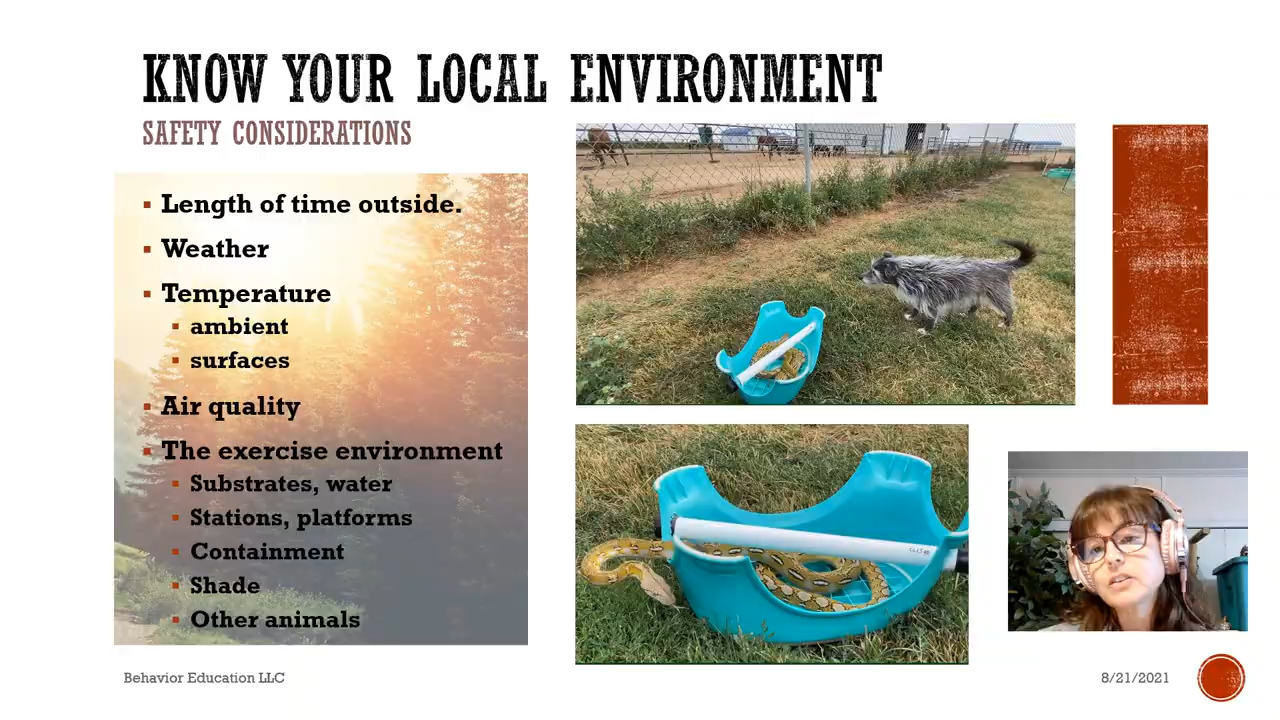 KNOW YOUR LOCAL ENVIRONMENT
SAFETY CONSIDERATIONS
Length of time outside.
Weather
Temperature
ambient
surfaces
Air quality
The exercise environment
Substrates, water
Stations, platforms
Containment
Shade
Other animals
Behavior Education LLC
8/21/2021